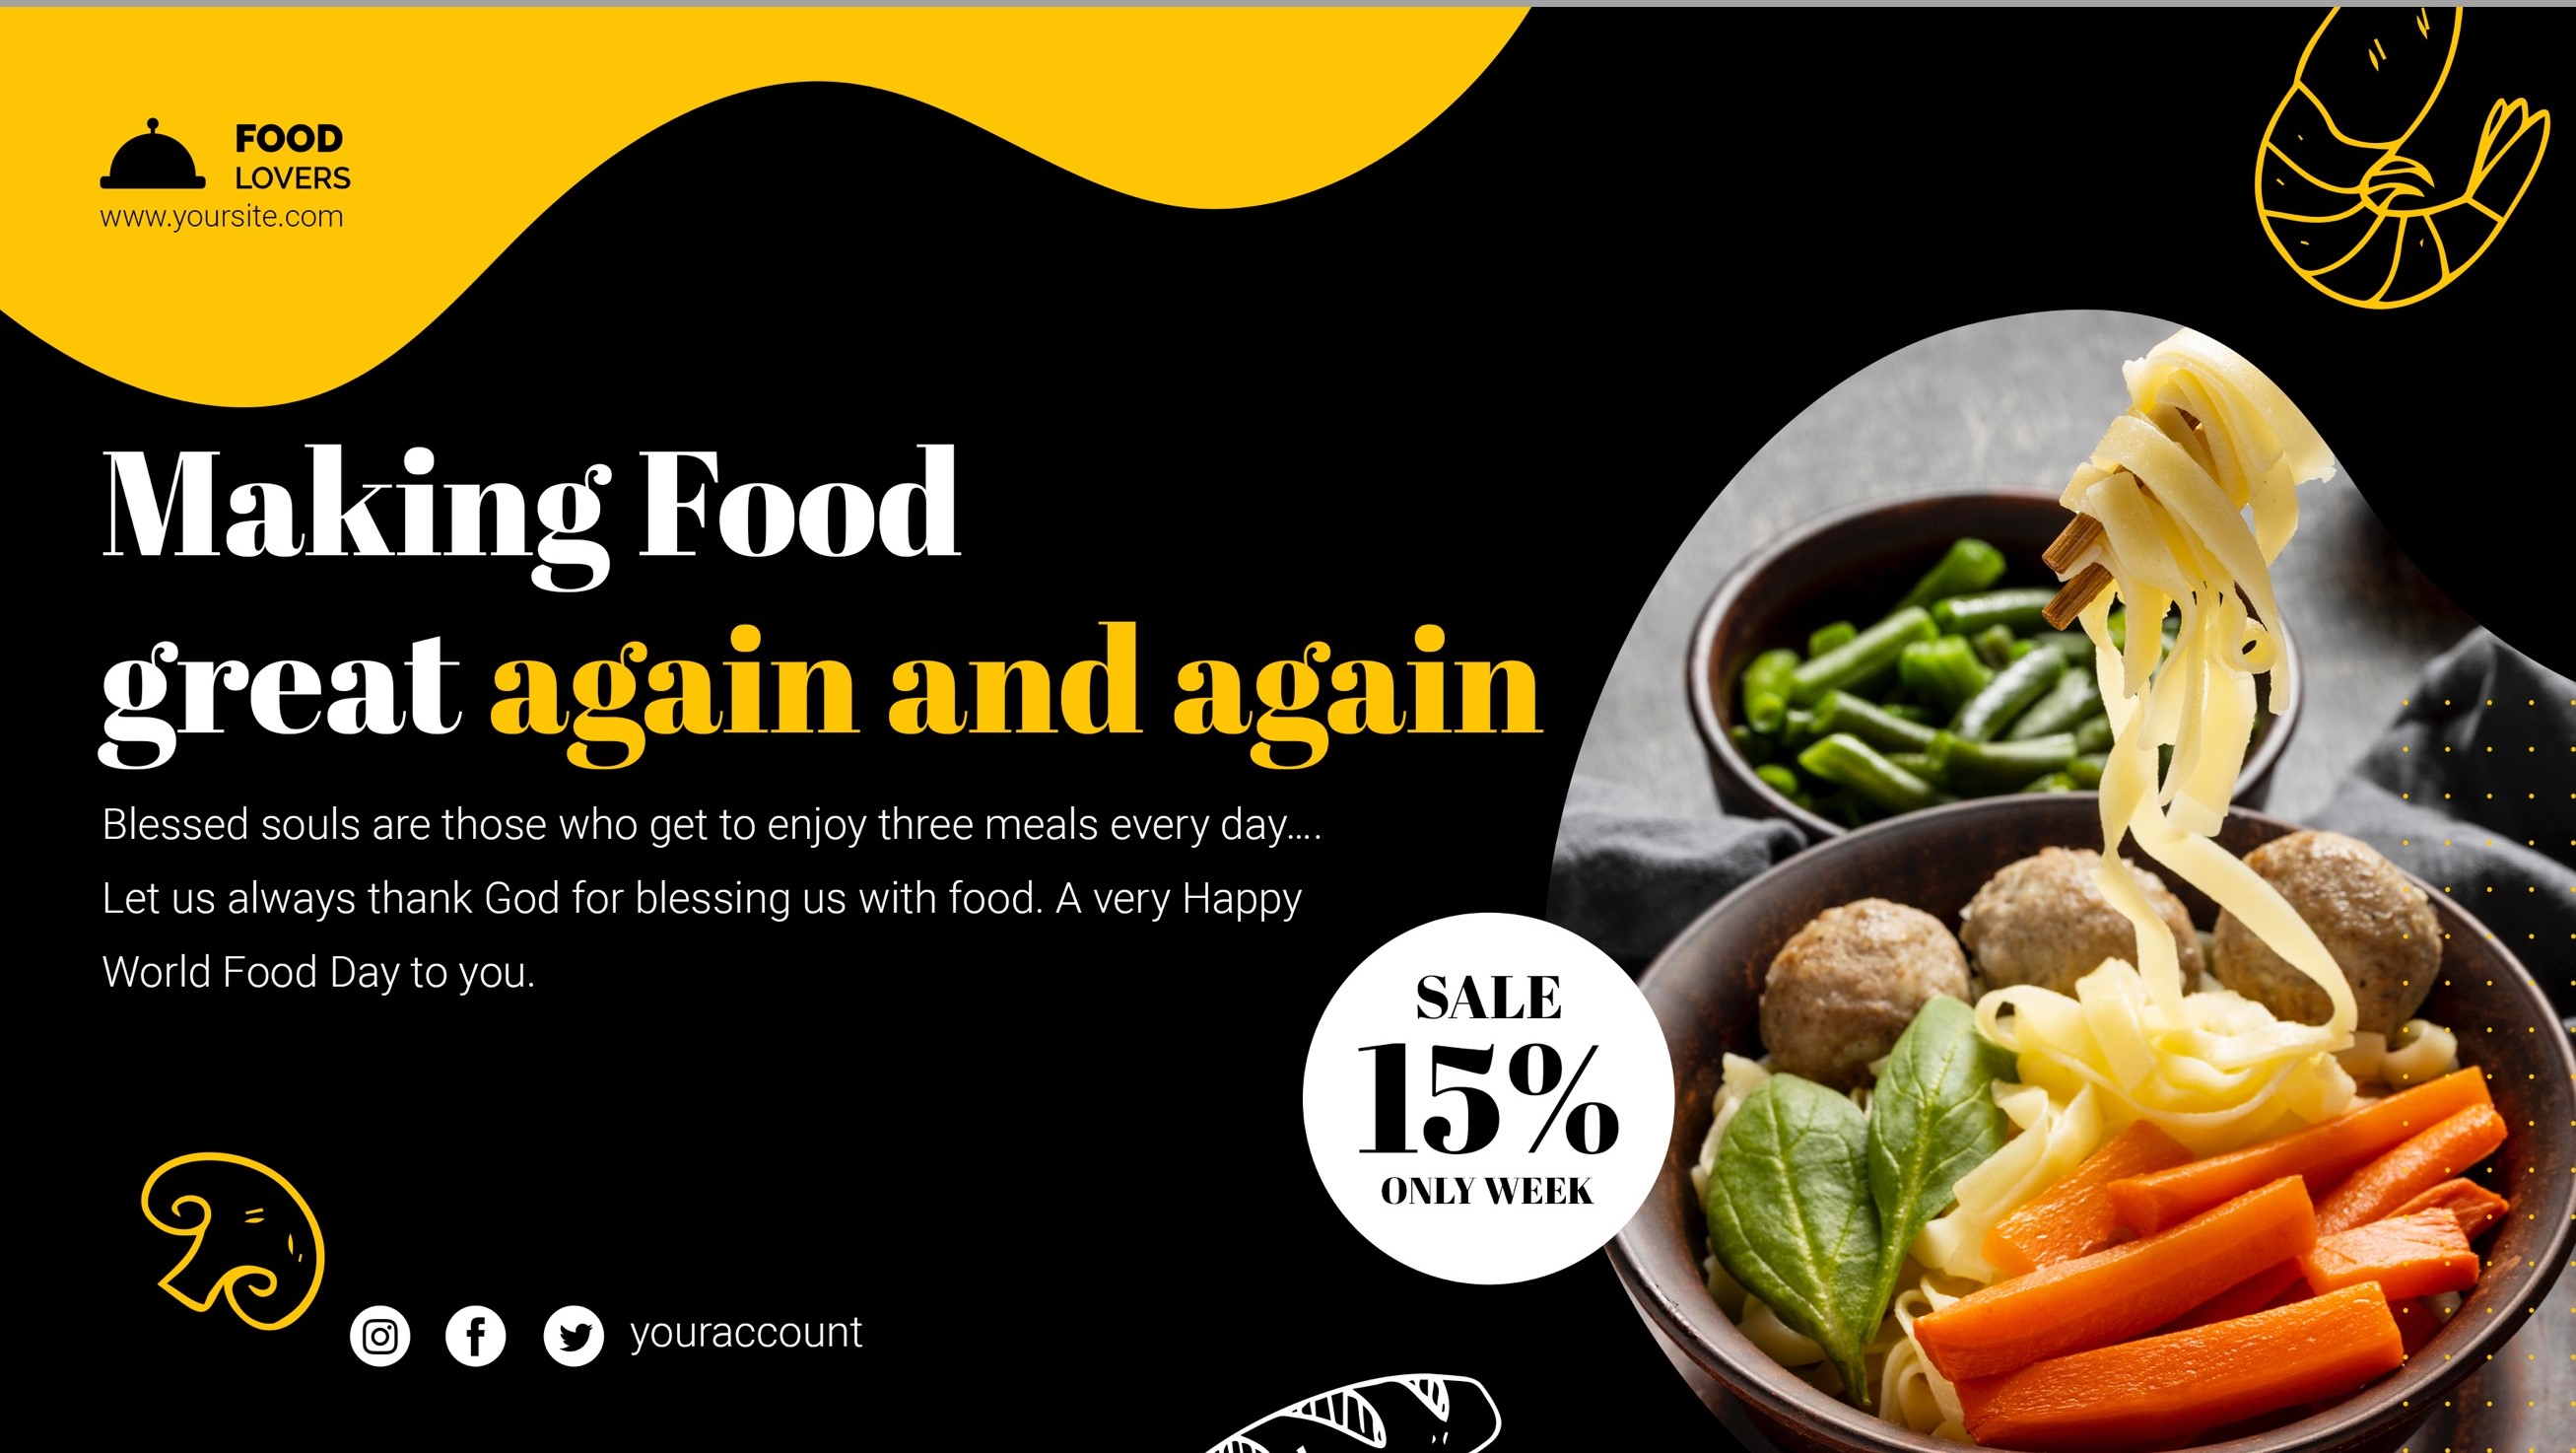 FOOD
LOVERS
www.yoursite.com
Making Food
great again and again
Blessed souls are those who get to enjoy three meals every day....
Let us always thank God for blessing us with food. A very Happy
World Food Day to you.
SALE
15%
ONLY WEEK
youraccount